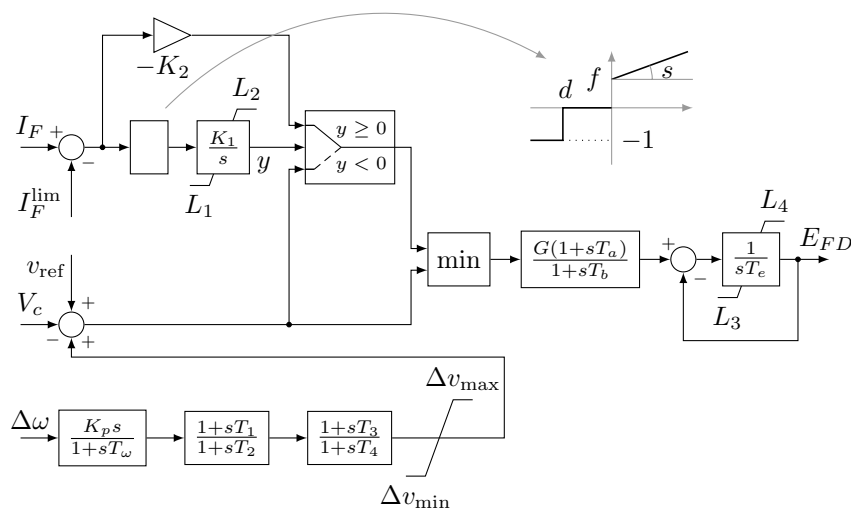 −K₂
f
s
d
−1
I_F
+
−
I_F^lim
K₁/s
L₂
L₁
y
y ≥ 0
y < 0
min
G(1+sT_a)/1+sT_b
+
−
1/sT_e
L₄
L₃
E_FD
v_ref
V_c
+
−
+
Δω
K_p s/1+sT_ω
1+sT₁/1+sT₂
1+sT₃/1+sT₄
Δv_max
Δv_min